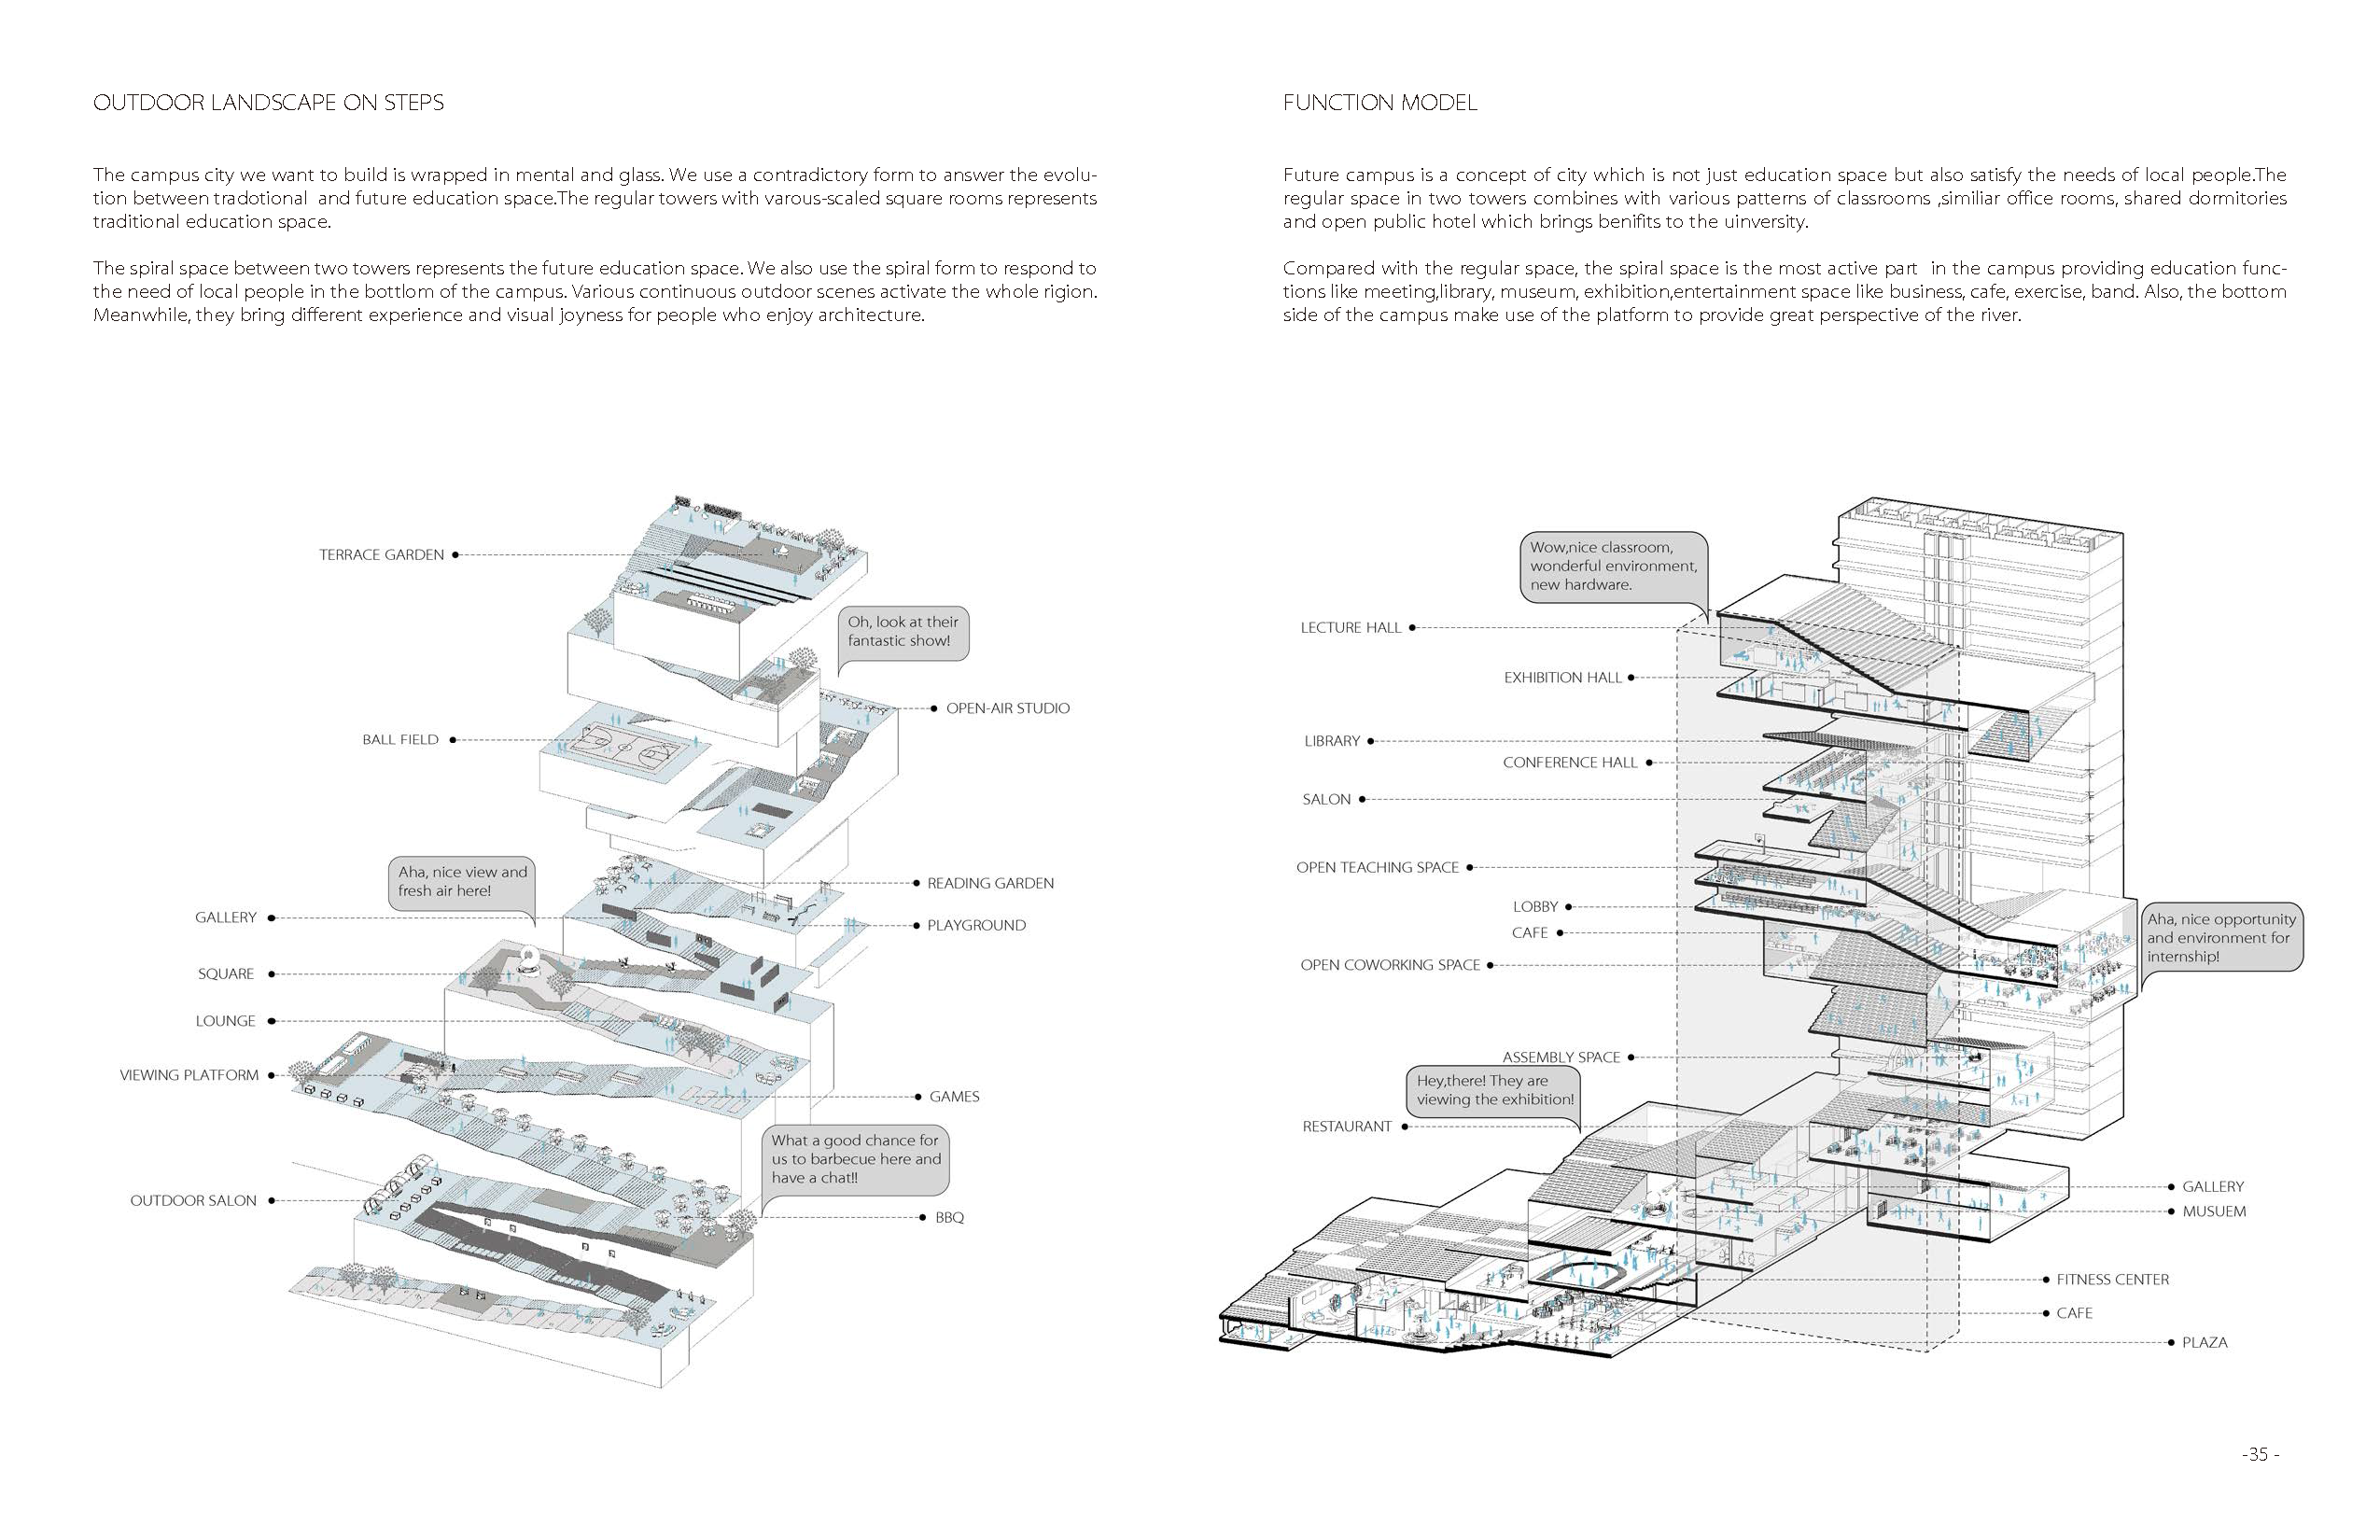 OUTDOOR LANDSCAPE ON STEPS
The campus city we want to build is wrapped in mental and glass. We use a contradictory form to answer the evolu-
tion between tradotional  and future education space.The regular towers with varous-scaled square rooms represents
traditional education space.
The spiral space between two towers represents the future education space. We also use the spiral form to respond to
the need of local people in the bottlom of the campus. Various continuous outdoor scenes activate the whole rigion.
Meanwhile, they bring different experience and visual joyness for people who enjoy architecture.
TERRACE GARDEN
Oh, look at their
fantastic show!
OPEN-AIR STUDIO
BALL FIELD
Aha, nice view and
fresh air here!
READING GARDEN
GALLERY
PLAYGROUND
SQUARE
LOUNGE
VIEWING PLATFORM
GAMES
What a good chance for
us to barbecue here and
have a chat!!
OUTDOOR SALON
BBQ
FUNCTION MODEL
Future campus is a concept of city which is not just education space but also satisfy the needs of local people.The
regular space in two towers combines with various patterns of classrooms ,similiar office rooms, shared dormitories
and open public hotel which brings benifits to the uinversity.
Compared with the regular space, the spiral space is the most active part  in the campus providing education func-
tions like meeting,library, museum, exhibition,entertainment space like business, cafe, exercise, band. Also, the bottom
side of the campus make use of the platform to provide great perspective of the river.
Wow,nice classroom,
wonderful environment,
new hardware.
LECTURE HALL
EXHIBITION HALL
LIBRARY
CONFERENCE HALL
SALON
OPEN TEACHING SPACE
LOBBY
CAFE
OPEN COWORKING SPACE
Aha, nice opportunity
and environment for
internship!
ASSEMBLY SPACE
Hey,there! They are
viewing the exhibition!
RESTAURANT
GALLERY
MUSUEM
FITNESS CENTER
CAFE
PLAZA
-35 -